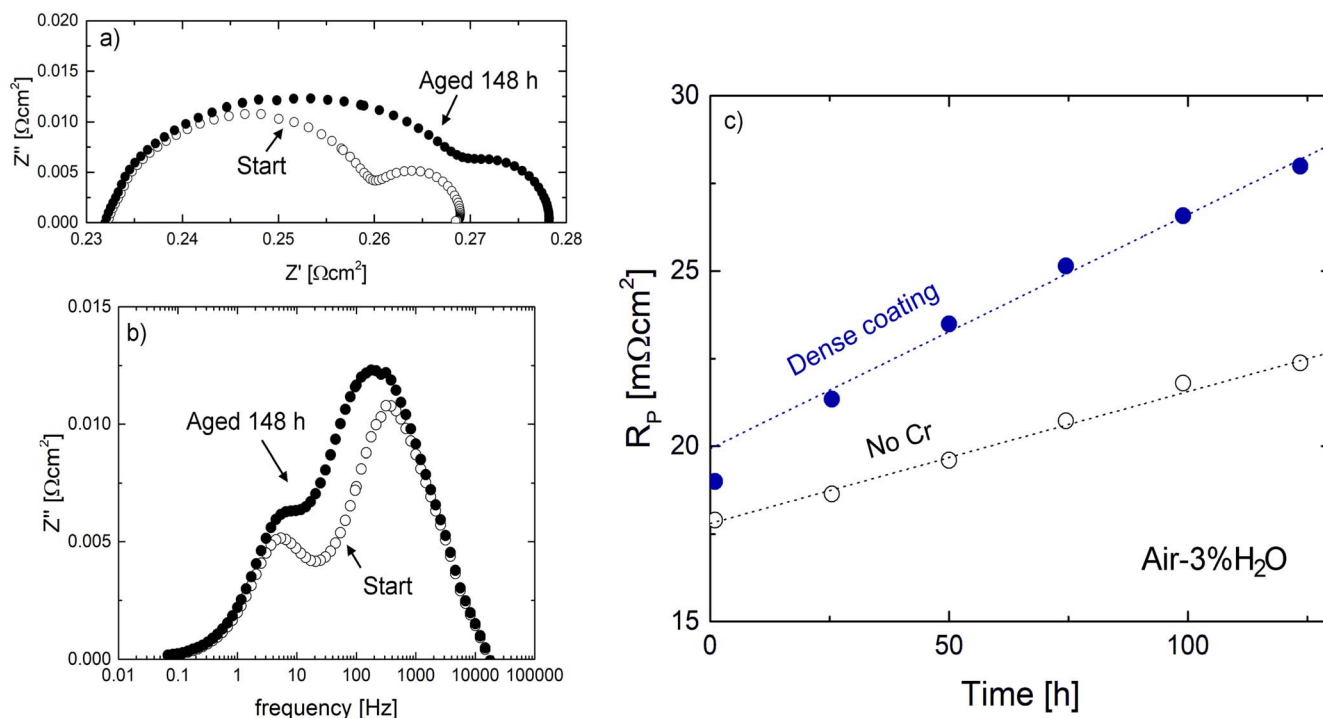 a)
0.020
0.015
0.010
0.005
0.000
Z" [Ωcm²]
Aged 148 h
Start
0.23
0.24
0.25
0.26
0.27
0.28
Z' [Ωcm²]
b)
0.015
0.010
0.005
0.000
Z" [Ωcm²]
Aged 148 h
Start
0.01
0.1
1
10
100
1000
10000
100000
frequency [Hz]
c)
30
25
20
15
R_P [mΩcm²]
Dense coating
No Cr
Air-3%H₂O
0
50
100
Time [h]